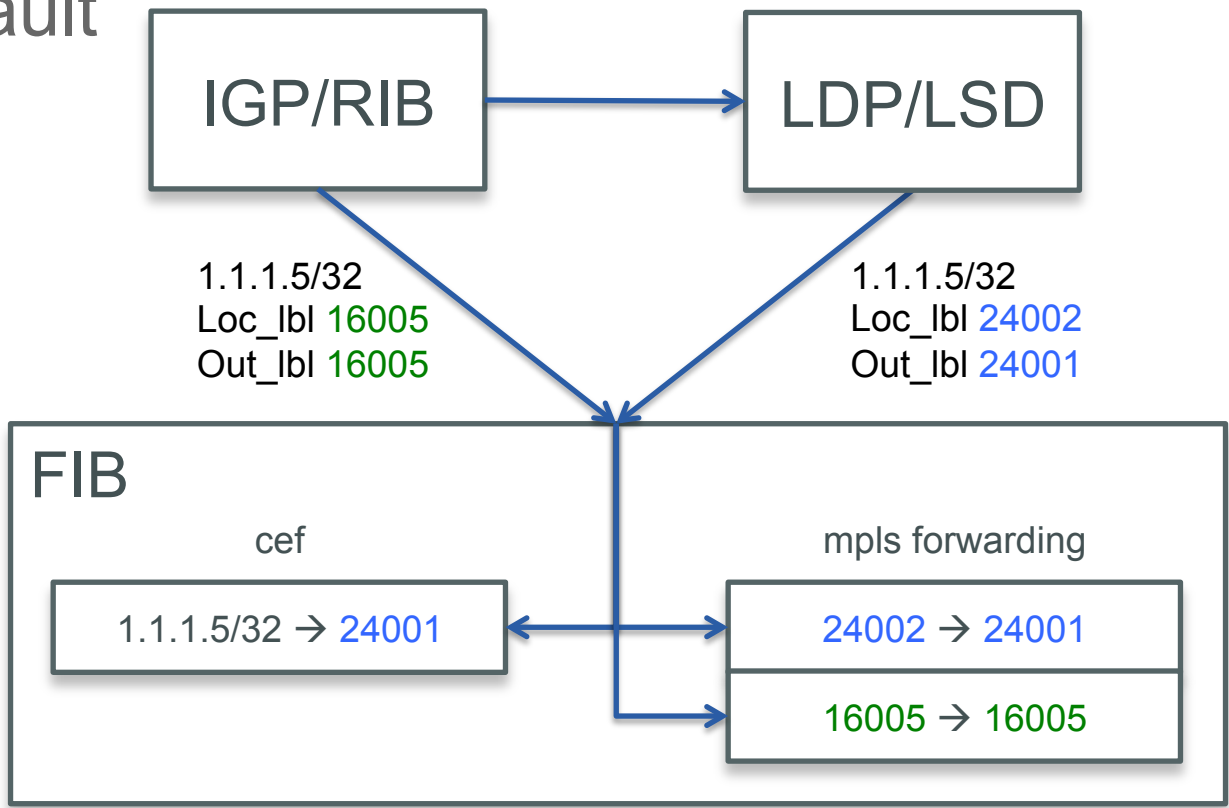 IGP/RIB
LDP/LSD
1.1.1.5/32
Loc_lbl 16005
Out_lbl 16005
1.1.1.5/32
Loc_lbl 24002
Out_lbl 24001
FIB
cef
mpls forwarding
1.1.1.5/32 → 24001
24002 → 24001
16005 → 16005